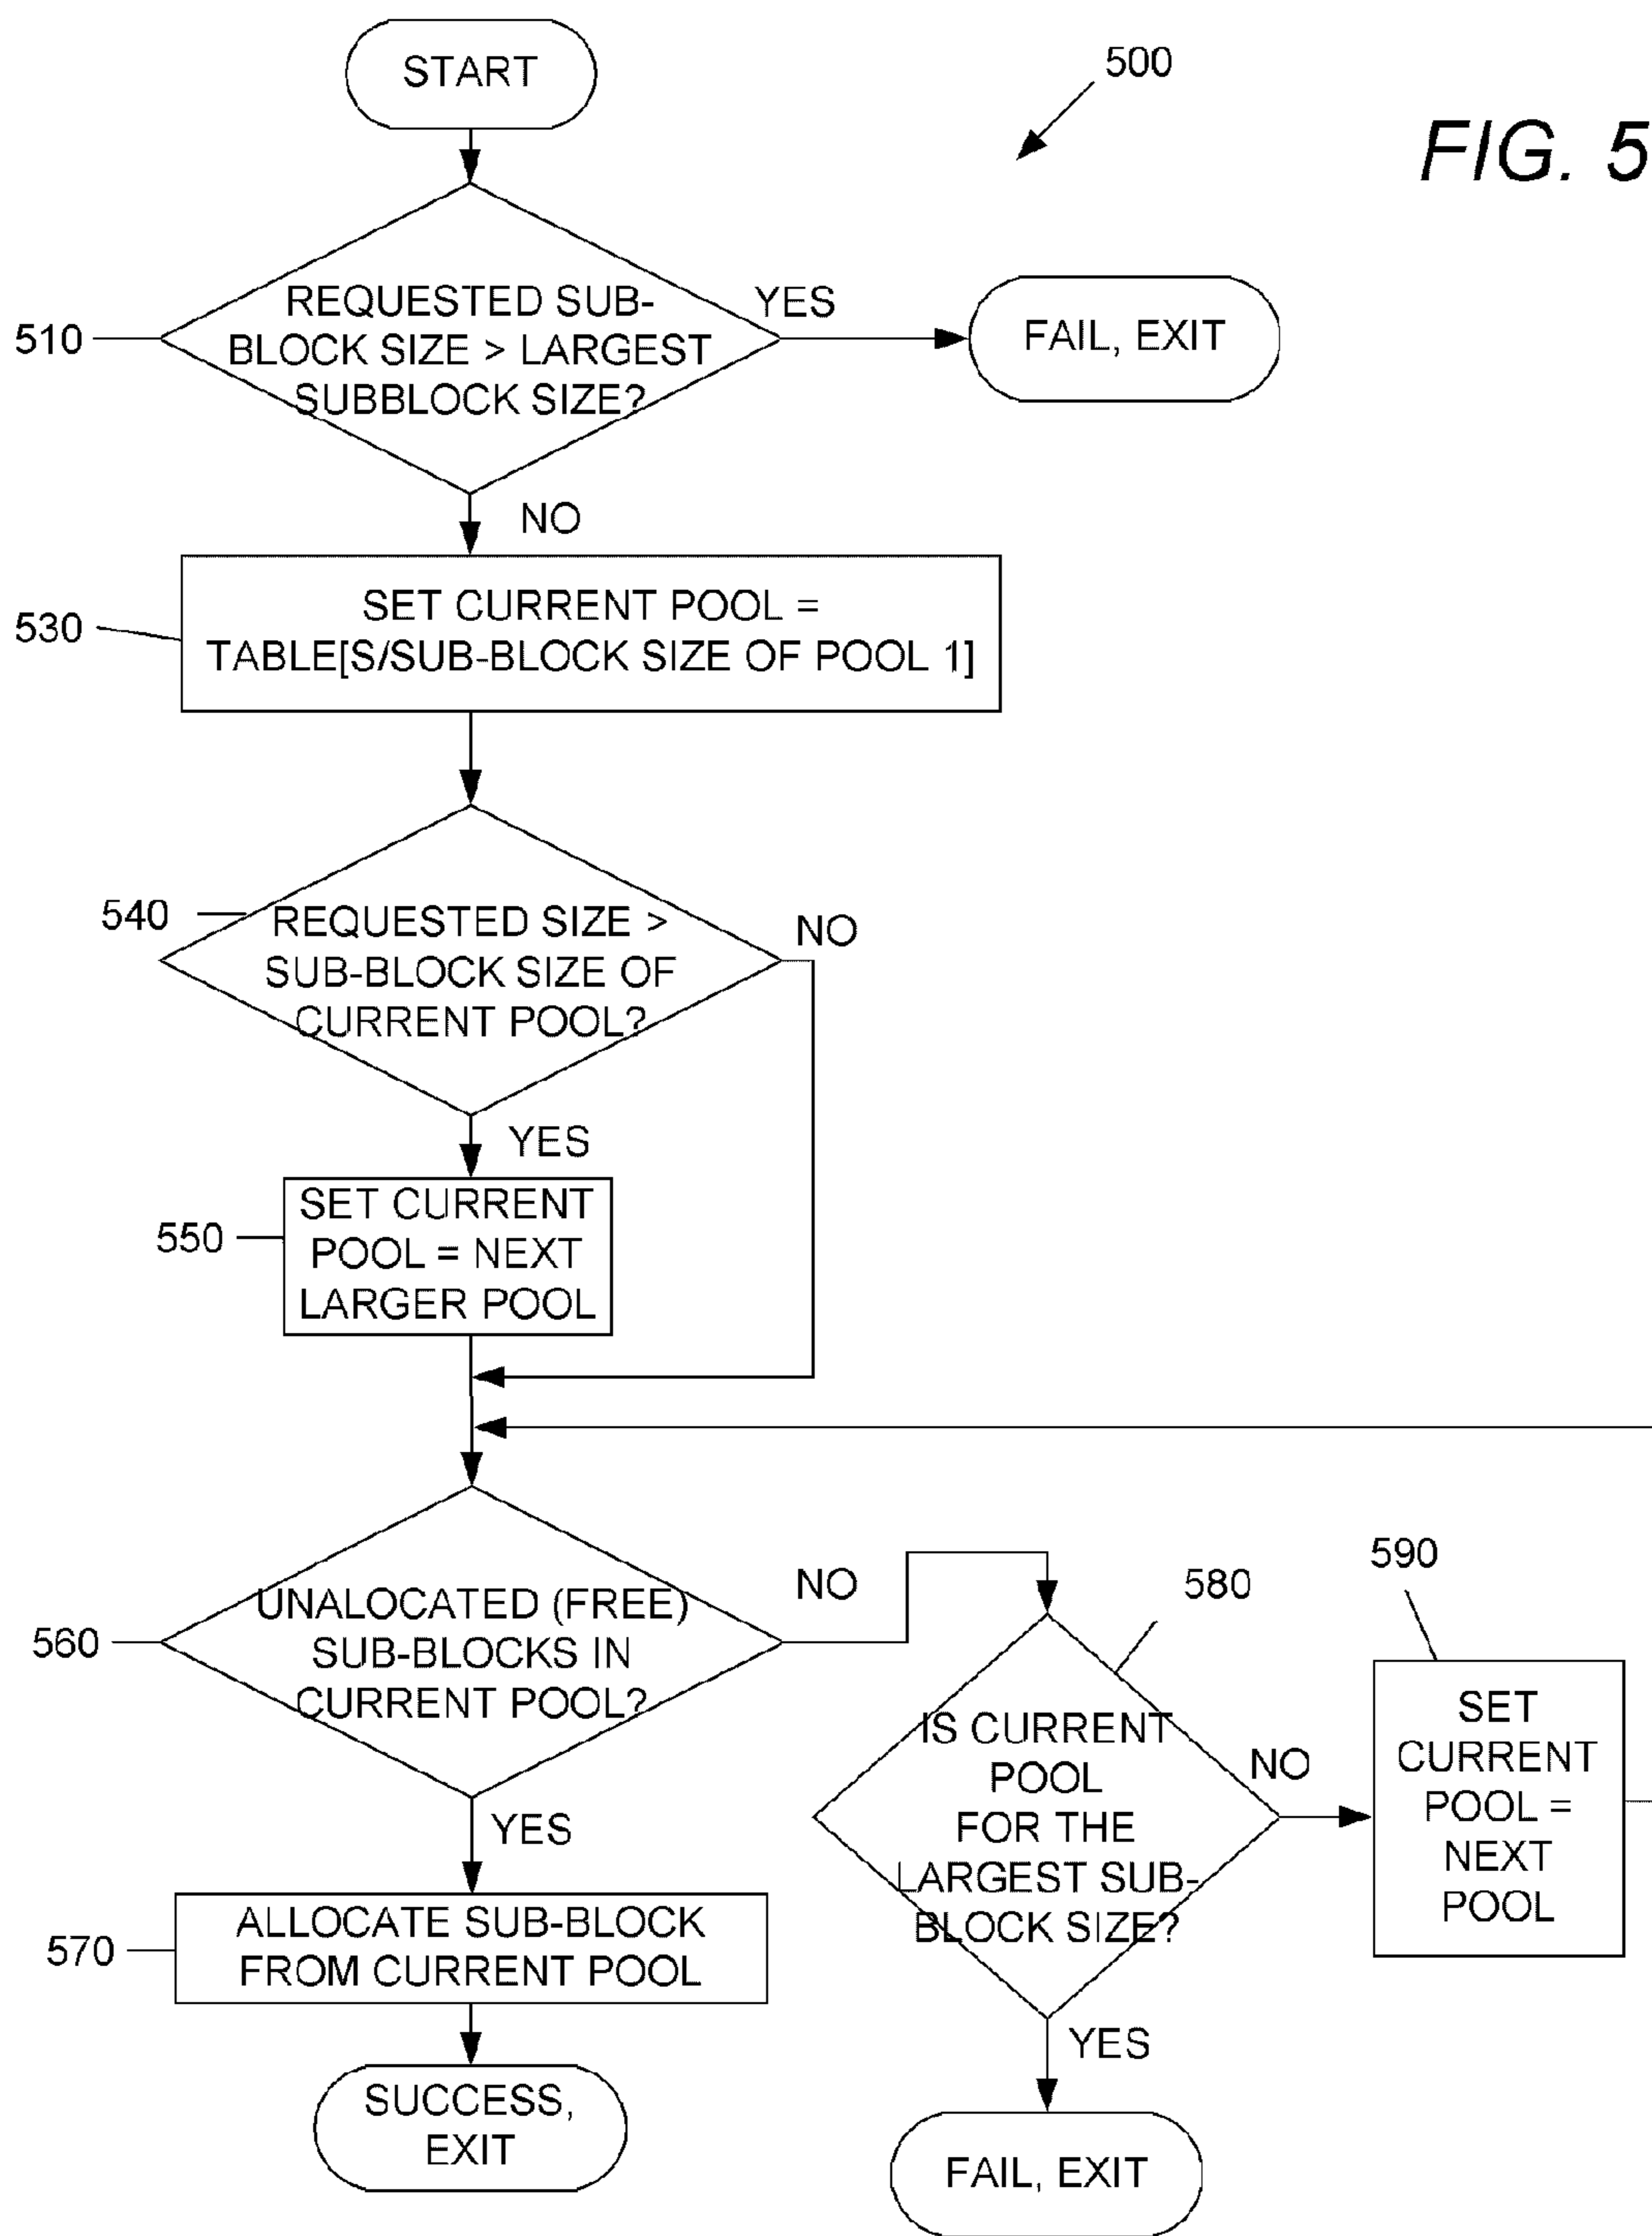 START
500
FIG. 5
510
REQUESTED SUB-
BLOCK SIZE > LARGEST
SUBBLOCK SIZE?
YES
FAIL, EXIT
NO
530
SET CURRENT POOL =
TABLE[S/SUB-BLOCK SIZE OF POOL 1]
540
REQUESTED SIZE >
SUB-BLOCK SIZE OF
CURRENT POOL?
NO
YES
550
SET CURRENT
POOL = NEXT
LARGER POOL
560
UNALOCATED (FREE)
SUB-BLOCKS IN
CURRENT POOL?
NO
YES
570
ALLOCATE SUB-BLOCK
FROM CURRENT POOL
SUCCESS,
EXIT
580
IS CURRENT
POOL
FOR THE
LARGEST SUB-
BLOCK SIZE?
NO
YES
FAIL, EXIT
590
SET
CURRENT
POOL =
NEXT
POOL